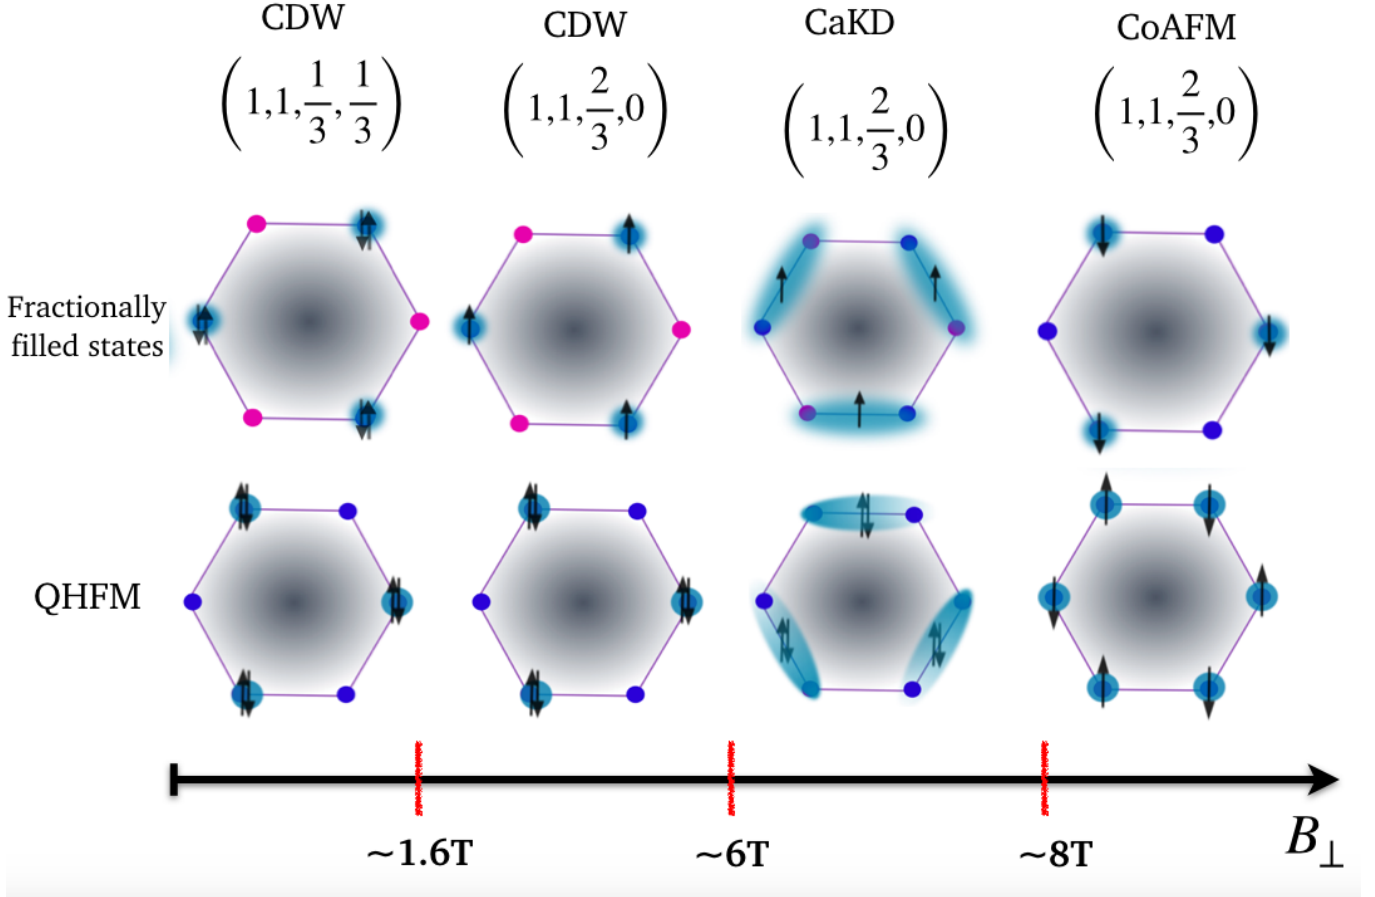 CDW CDW CaKD CoAFM
(1,1,1/3,1/3) (1,1,2/3,0) (1,1,2/3,0) (1,1,2/3,0)
Fractionally
filled states
QHFM
~1.6T ~6T ~8T B⊥